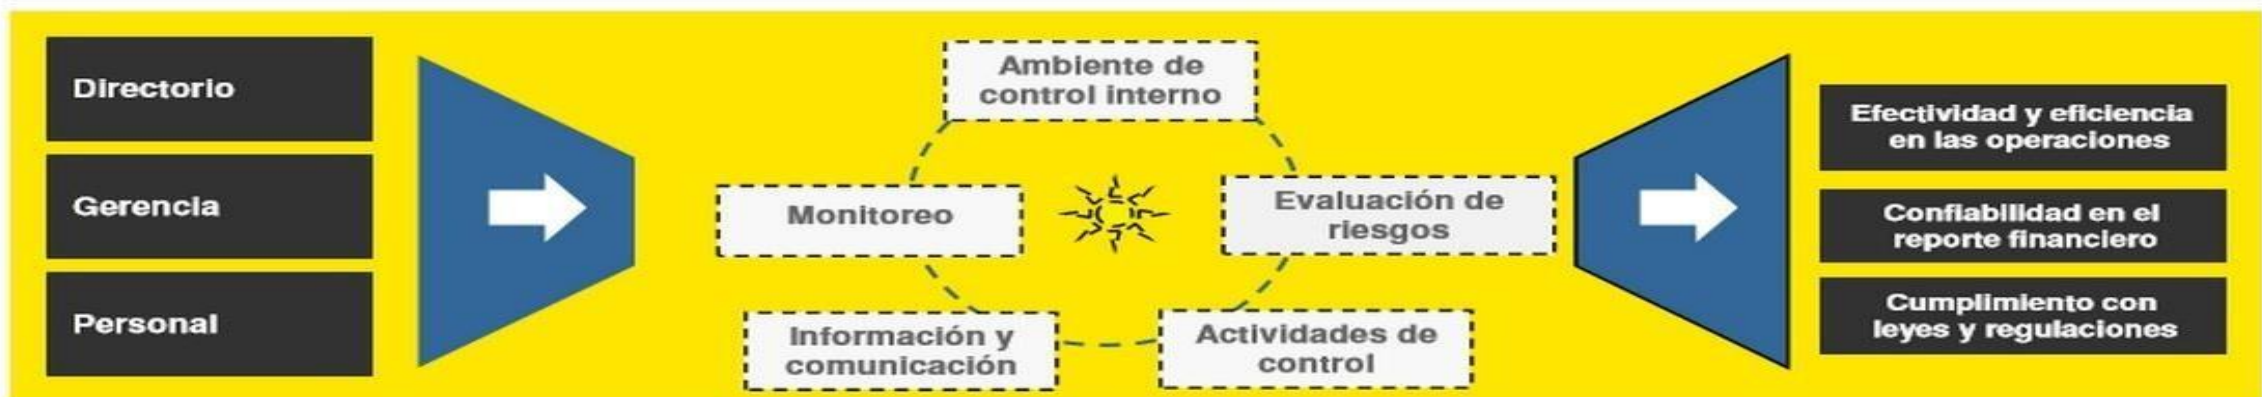 Directorio
Gerencia
Personal
Ambiente de
control interno
Monitoreo
Evaluación de
riesgos
Información y
comunicación
Actividades de
control
Efectividad y eficiencia
en las operaciones
Confiabilidad en el
reporte financiero
Cumplimiento con
leyes y regulaciones